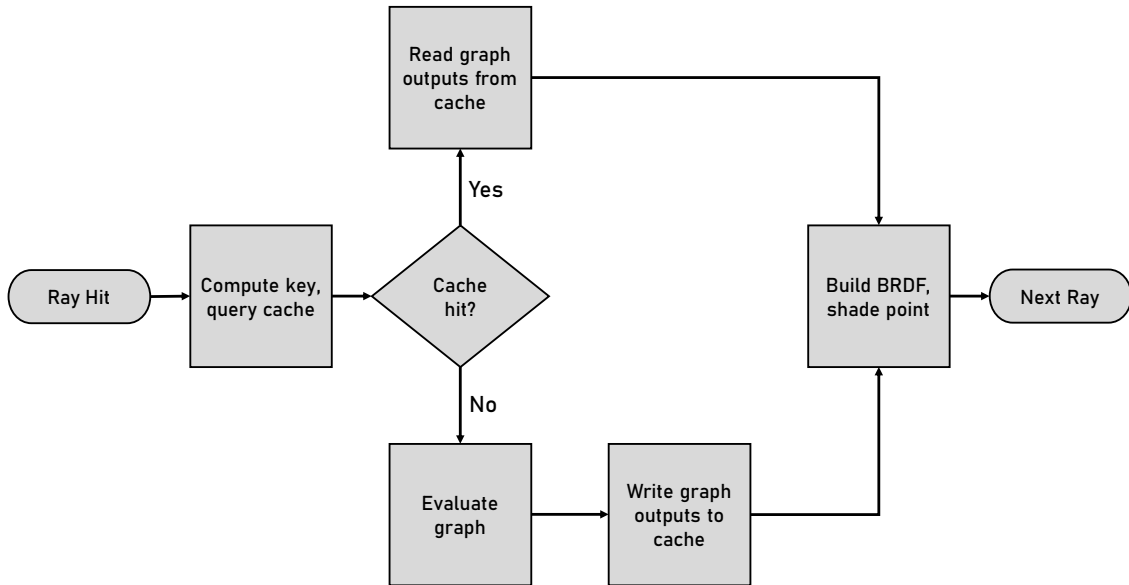 Read graph
outputs from
cache
Yes
Ray Hit
Compute key,
query cache
Cache
hit?
Build BRDF,
shade point
Next Ray
No
Evaluate
graph
Write graph
outputs to
cache